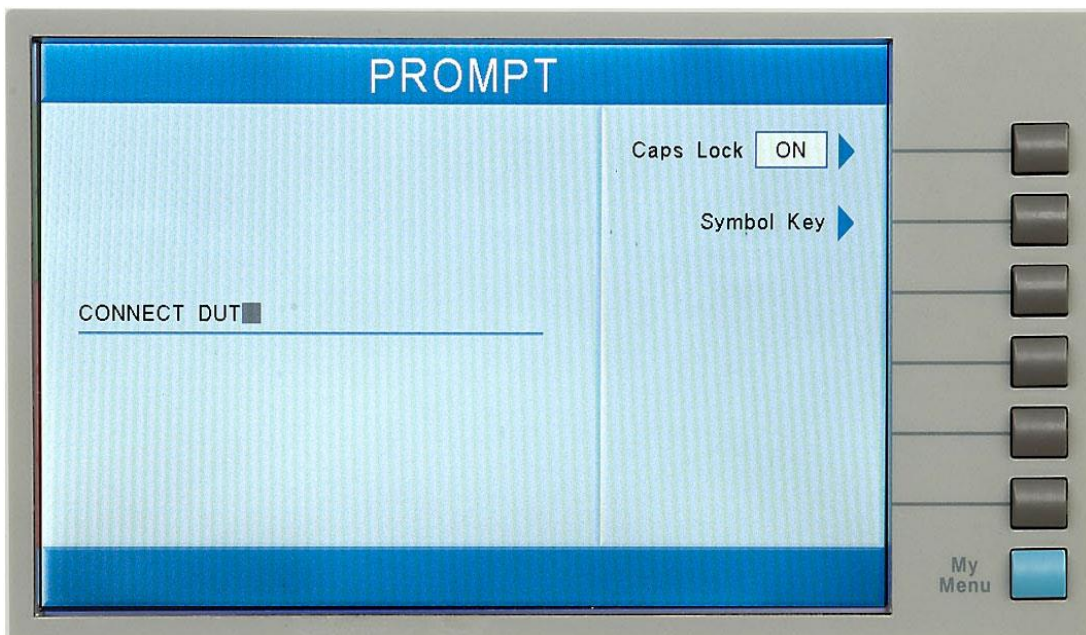 PROMPT
Caps Lock ON
Symbol Key
CONNECT DUT
My
Menu